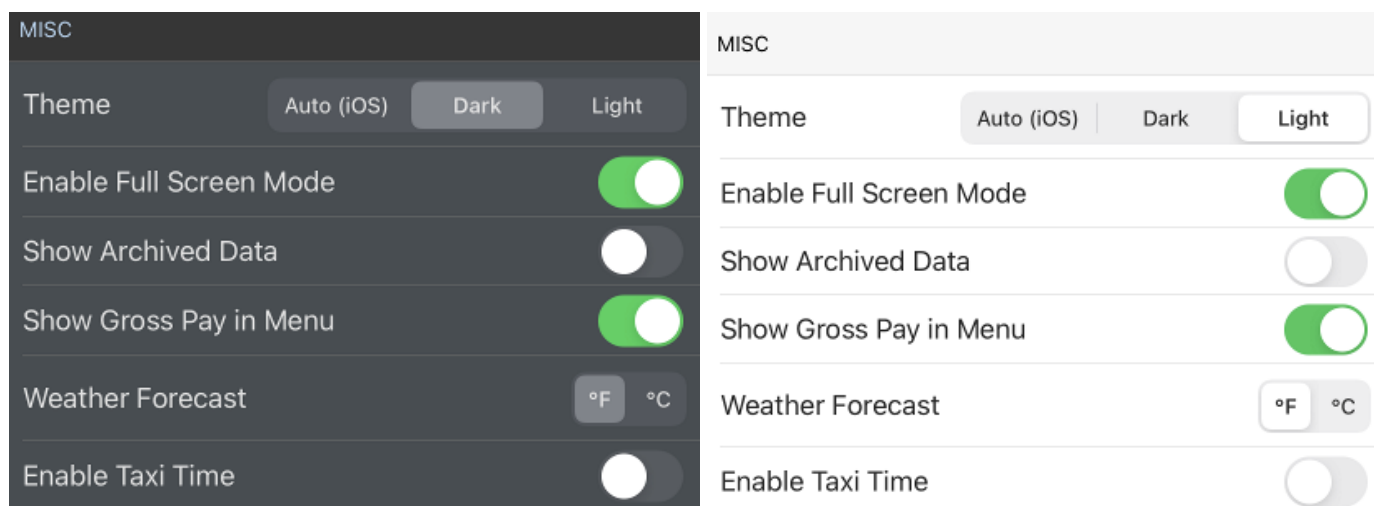 MISC
Theme Auto (iOS) Dark Light
Enable Full Screen Mode
Show Archived Data
Show Gross Pay in Menu
Weather Forecast °F °C
Enable Taxi Time
MISC
Theme Auto (iOS) Dark Light
Enable Full Screen Mode
Show Archived Data
Show Gross Pay in Menu
Weather Forecast °F °C
Enable Taxi Time